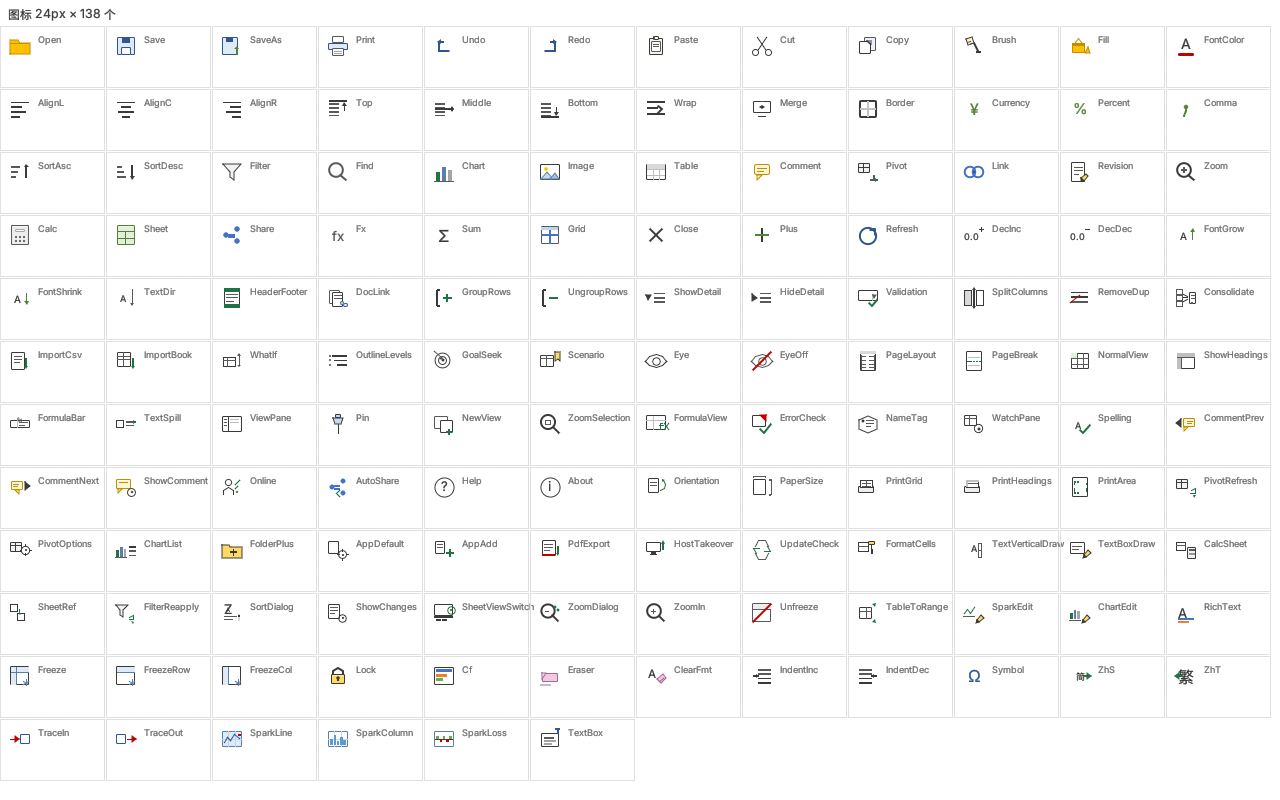 图标 24px × 138 个
Open Save SaveAs Print Undo Redo Paste Cut Copy Brush Fill FontColor
AlignL AlignC AlignR Top Middle Bottom Wrap Merge Border Currency Percent Comma
SortAsc SortDesc Filter Find Chart Image Table Comment Pivot Link Revision Zoom
Calc Sheet Share Fx Sum Grid Close Plus Refresh DecInc DecDec FontGrow
FontShrink TextDir HeaderFooter DocLink GroupRows UngroupRows ShowDetail HideDetail Validation SplitColumns RemoveDup Consolidate
ImportCsv ImportBook WhatIf OutlineLevels GoalSeek Scenario Eye EyeOff PageLayout PageBreak NormalView ShowHeadings
FormulaBar TextSpill ViewPane Pin NewView ZoomSelection FormulaView ErrorCheck NameTag WatchPane Spelling CommentPrev
CommentNext ShowComment Online AutoShare Help About Orientation PaperSize PrintGrid PrintHeadings PrintArea PivotRefresh
PivotOptions ChartList FolderPlus AppDefault AppAdd PdfExport HostTakeover UpdateCheck FormatCells TextVerticalDraw TextBoxDraw CalcSheet
SheetRef FilterReapply SortDialog ShowChanges SheetViewSwitch ZoomDialog ZoomIn Unfreeze TableToRange SparkEdit ChartEdit RichText
Freeze FreezeRow FreezeCol Lock Cf Eraser ClearFmt IndentInc IndentDec Symbol ZhS ZhT
TraceIn TraceOut SparkLine SparkColumn SparkLoss TextBox